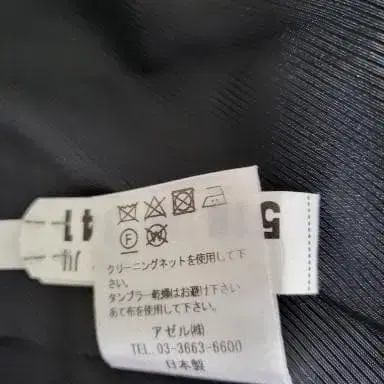 F W
クリーニングネットを使用して下
さい。
タンブラー乾燥はお避け下さい
あて布を使用して下さい。
アゼル㈱
TEL. 03-3663-6600
日本製
5